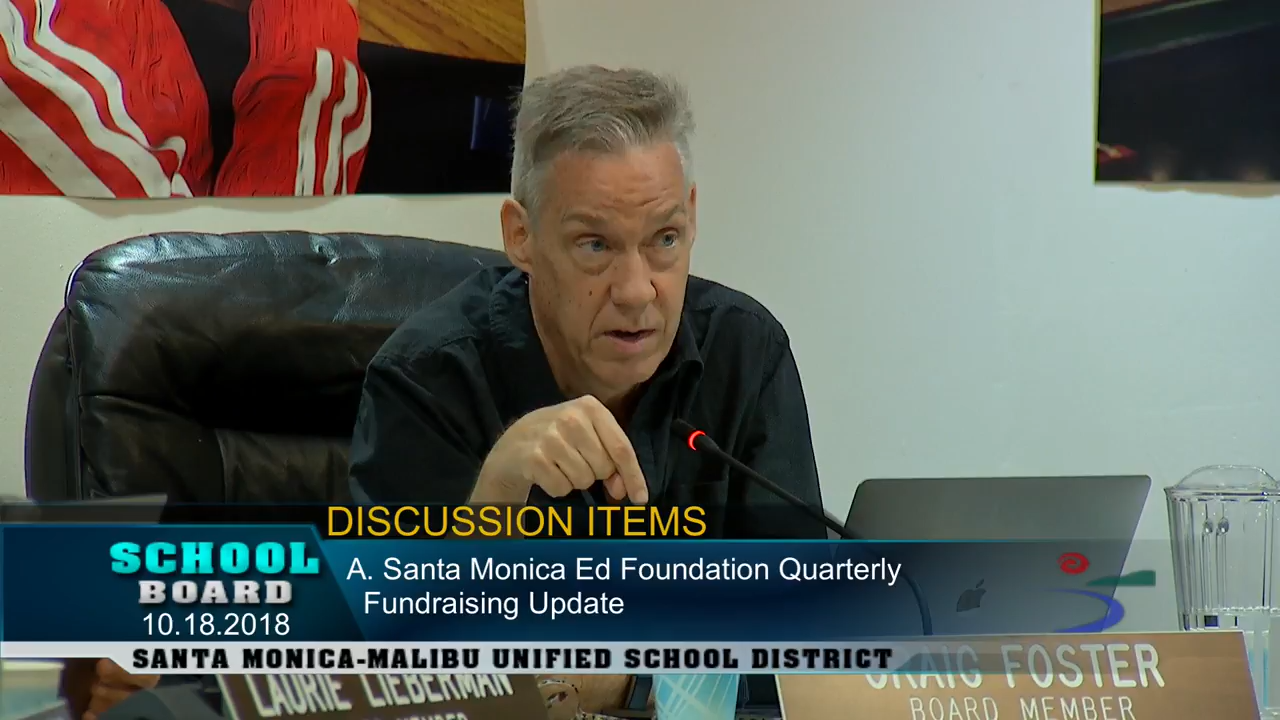 DISCUSSION ITEMS
SCHOOL
BOARD
10.18.2018
A. Santa Monica Ed Foundation Quarterly
Fundraising Update
SANTA MONICA-MALIBU UNIFIED SCHOOL DISTRICT
LAURIE LIEBERMAN
MEMBER
CRAIG FOSTER
BOARD MEMBER